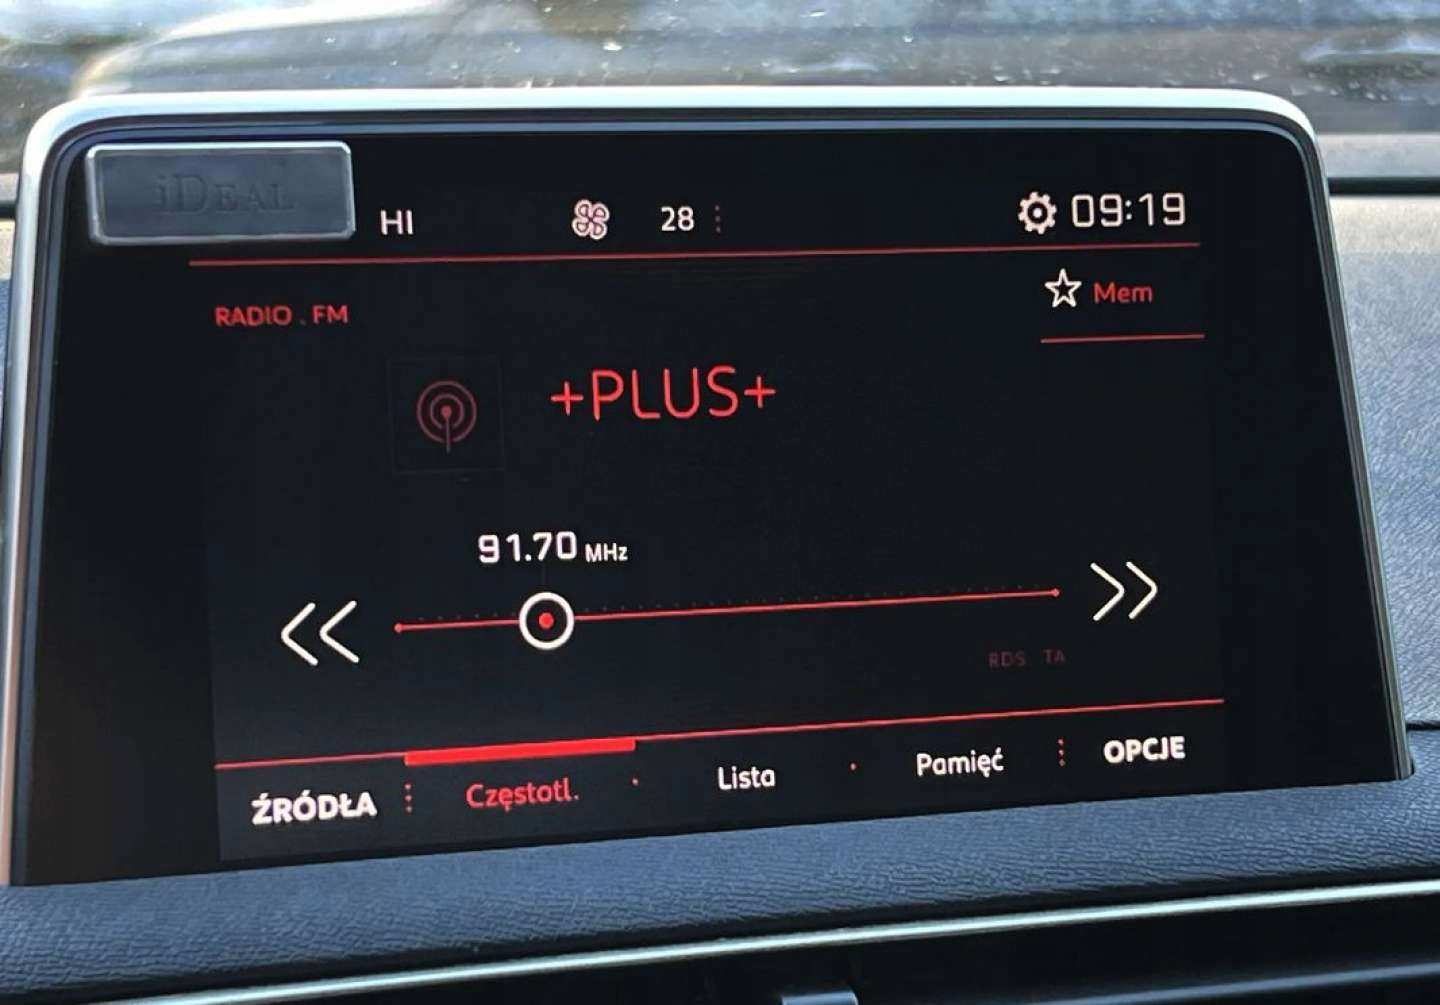 iDEAL
HI 28 09:19
RADIO . FM
Mem
+PLUS+
91.70 MHz
RDS TA
ŹRÓDŁA Częstotl. Lista Pamięć OPCJE